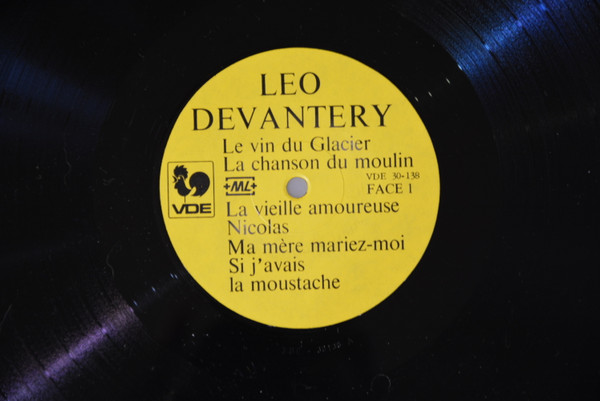 LEO
DEVANTERY
Le vin du Glacier
La chanson du moulin
VDE 30-138
ML
FACE 1
VDE
La vieille amoureuse
Nicolas
Ma mère mariez-moi
Si j'avais
la moustache